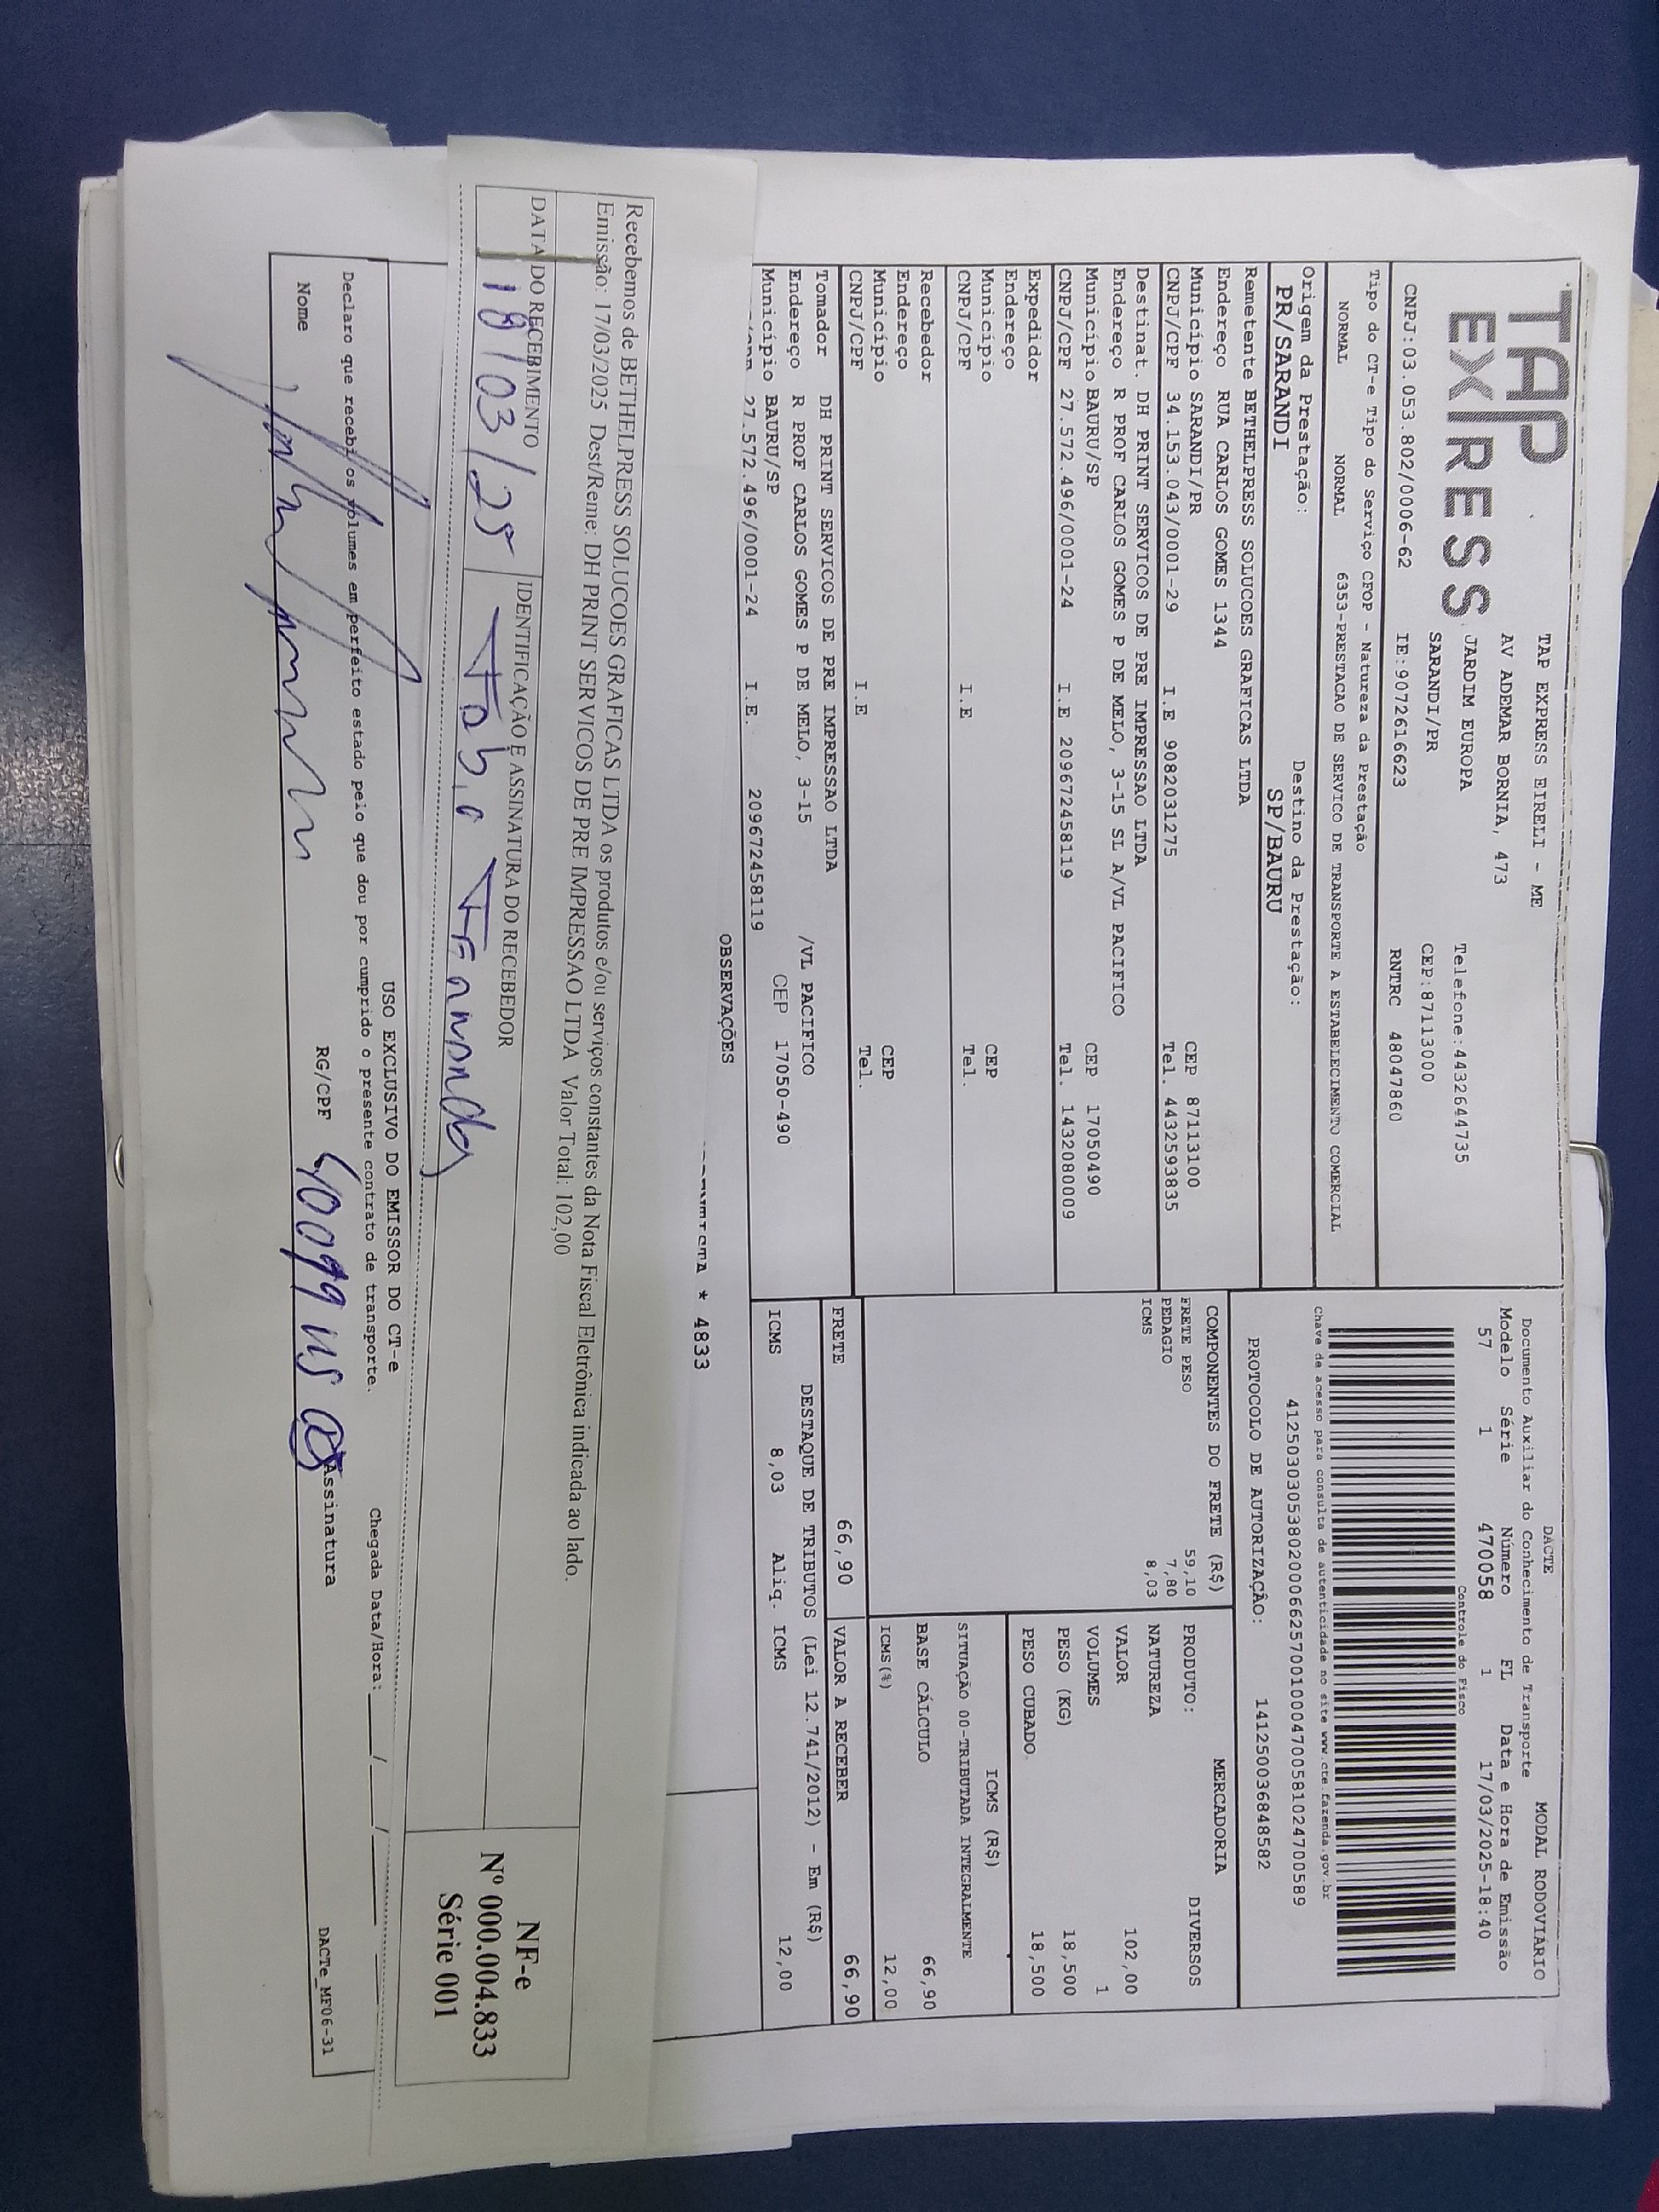 TAP
EXPRESS
TAP EXPRESS EIRELI - ME
AV ADEMAR BORNIA, 473
JARDIM EUROPA
SARANDI/PR
Telefone:4432644735
CEP:87113000
CNPJ:03.053.802/0006-62 IE:9072616623 RNTRC 48047860
Tipo do CT-e Tipo do Serviço CFOP - Natureza da Prestação
NORMAL NORMAL 6353-PRESTACAO DE SERVICO DE TRANSPORTE A ESTABELECIMENTO COMERCIAL
Origem da Prestação: Destino da Prestação:
PR/SARANDI SP/BAURU
Remetente BETHELPRESS SOLUCOES GRAFICAS LTDA
Endereço RUA CARLOS GOMES 1344
Município SARANDI/PR CEP 87113100
CNPJ/CPF 34.153.043/0001-29 I.E 9082031275 Tel. 4432593835
Destinat. DH PRINT SERVICOS DE PRE IMPRESSAO LTDA
Endereço R PROF CARLOS GOMES P DE MELO, 3-15 SL A/VL PACIFICO
Município BAURU/SP CEP 17050490
CNPJ/CPF 27.572.496/0001-24 I.E 209672458119 Tel. 1432080009
Expedidor
Endereço
Município CEP
CNPJ/CPF I.E Tel.
Recebedor
Endereço
Município CEP
CNPJ/CPF I.E Tel.
Tomador DH PRINT SERVICOS DE PRE IMPRESSAO LTDA
Endereço R PROF CARLOS GOMES P DE MELO, 3-15 /VL PACIFICO
Município BAURU/SP CEP 17050-490
27.572.496/0001-24 I.E. 209672458119
OBSERVAÇÕES
* 4833
DACTE MODAL RODOVIÁRIO
Documento Auxiliar do Conhecimento de Transporte
Modelo Série Número FL Data e Hora de Emissão
57 1 470058 1 17/03/2025-18:40
Controle do Fisco
Chave de acesso para consulta de autenticidade no site www.cte.fazenda.gov.br
41250303053802000662570010004700581024700589
PROTOCOLO DE AUTORIZAÇÃO: 141250036848582
COMPONENTES DO FRETE (R$)
FRETE PESO 59,10
PEDAGIO 7,80
ICMS 8,03
MERCADORIA
PRODUTO: DIVERSOS
NATUREZA
VALOR 102,00
VOLUMES 1
PESO (KG) 18,500
PESO CUBADO 18,500
ICMS (R$)
SITUAÇÃO 00-TRIBUTADA INTEGRALMENTE
BASE CÁLCULO 66,90
ICMS(%) 12,00
FRETE 66,90 VALOR A RECEBER 66,90
DESTAQUE DE TRIBUTOS (Lei 12.741/2012) - Em (R$)
ICMS 8,03 Aliq. ICMS 12,00
Recebemos de BETHELPRESS SOLUCOES GRAFICAS LTDA os produtos e/ou serviços constantes da Nota Fiscal Eletrônica indicada ao lado.
Emissão: 17/03/2025 Dest/Reme: DH PRINT SERVICOS DE PRE IMPRESSAO LTDA Valor Total: 102,00
DATA DO RECEBIMENTO IDENTIFICAÇÃO E ASSINATURA DO RECEBEDOR
18/03/25
NF-e
Nº 000.004.833
Série 001
USO EXCLUSIVO DO EMISSOR DO CT-e
Declaro que recebi os volumes em perfeito estado pelo que dou por cumprido o presente contrato de transporte.
Chegada Data/Hora: / /
Nome RG/CPF Assinatura
DACTe_MF06-31